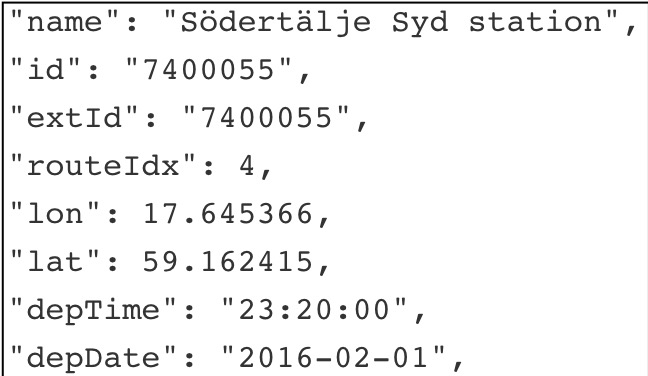 "name": "Södertälje Syd station",
"id": "7400055",
"extId": "7400055",
"routeIdx": 4,
"lon": 17.645366,
"lat": 59.162415,
"depTime": "23:20:00",
"depDate": "2016-02-01",